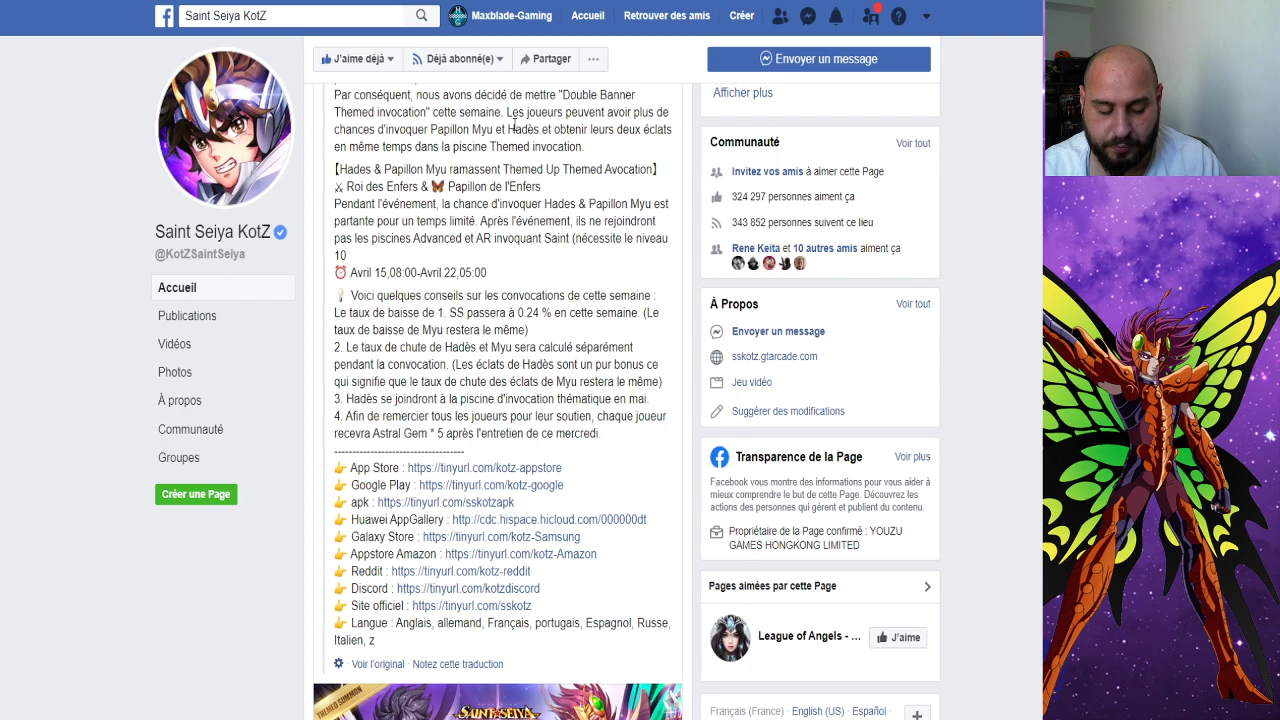 Saint Seiya KotZ
Maxblade-Gaming
Accueil
Retrouver des amis
Créer
J'aime déjà
Déjà abonné(e)
Partager
...
Envoyer un message
Saint Seiya KotZ
@KotZSaintSeiya
Accueil
Publications
Vidéos
Photos
À propos
Communauté
Groupes
Créer une Page
Par conséquent, nous avons décidé de mettre "Double Banner
Themed invocation" cette semaine. Les joueurs peuvent avoir plus de
chances d'invoquer Papillon Myu et Hadès et obtenir leurs deux éclats
en même temps dans la piscine Themed invocation.
【Hades & Papillon Myu ramassent Themed Up Themed Avocation】
Roi des Enfers & Papillon de l'Enfers
Pendant l'événement, la chance d'invoquer Hades & Papillon Myu est
partante pour un temps limité. Après l'événement, ils ne rejoindront
pas les piscines Advanced et AR invoquant Saint (nécessite le niveau
10
Avril 15,08:00-Avril 22,05:00
Voici quelques conseils sur les convocations de cette semaine :
Le taux de baisse de 1. SS passera à 0.24 % en cette semaine. (Le
taux de baisse de Myu restera le même)
2. Le taux de chute de Hadès et Myu sera calculé séparément
pendant la convocation. (Les éclats de Hadès sont un pur bonus ce
qui signifie que le taux de chute des éclats de Myu restera le même)
3. Hadès se joindront à la piscine d'invocation thématique en mai.
4. Afin de remercier tous les joueurs pour leur soutien, chaque joueur
recevra Astral Gem * 5 après l'entretien de ce mercredi.
------------------------------------
👉 App Store : https://tinyurl.com/kotz-appstore
👉 Google Play : https://tinyurl.com/kotz-google
👉 apk : https://tinyurl.com/sskotzapk
👉 Huawei AppGallery : http://cdc.hispace.hicloud.com/000000dt
👉 Galaxy Store : https://tinyurl.com/kotz-Samsung
👉 Appstore Amazon : https://tinyurl.com/kotz-Amazon
👉 Reddit : https://tinyurl.com/kotz-reddit
👉 Discord : https://tinyurl.com/kotzdiscord
👉 Site officiel : https://tinyurl.com/sskotz
👉 Langue : Anglais, allemand, Français, portugais, Espagnol, Russe,
Italien, z
Voir l'original · Notez cette traduction
THEMED SUMMON
SAINT SEIYA
Afficher plus
Communauté
Voir tout
Invitez vos amis à aimer cette Page
324 297 personnes aiment ça
343 852 personnes suivent ce lieu
Rene Keita et 10 autres amis aiment ça
À Propos
Voir tout
Envoyer un message
sskotz.gtarcade.com
Jeu vidéo
Suggérer des modifications
Transparence de la Page
Voir plus
Facebook vous montre des informations pour vous aider à
mieux comprendre le but de cette Page. Découvrez les
actions des personnes qui gèrent et publient du contenu.
Propriétaire de la Page confirmé : YOUZU
GAMES HONGKONG LIMITED
Pages aimées par cette Page
League of Angels - ...
J'aime
Français (France) · English (US) · Español ·